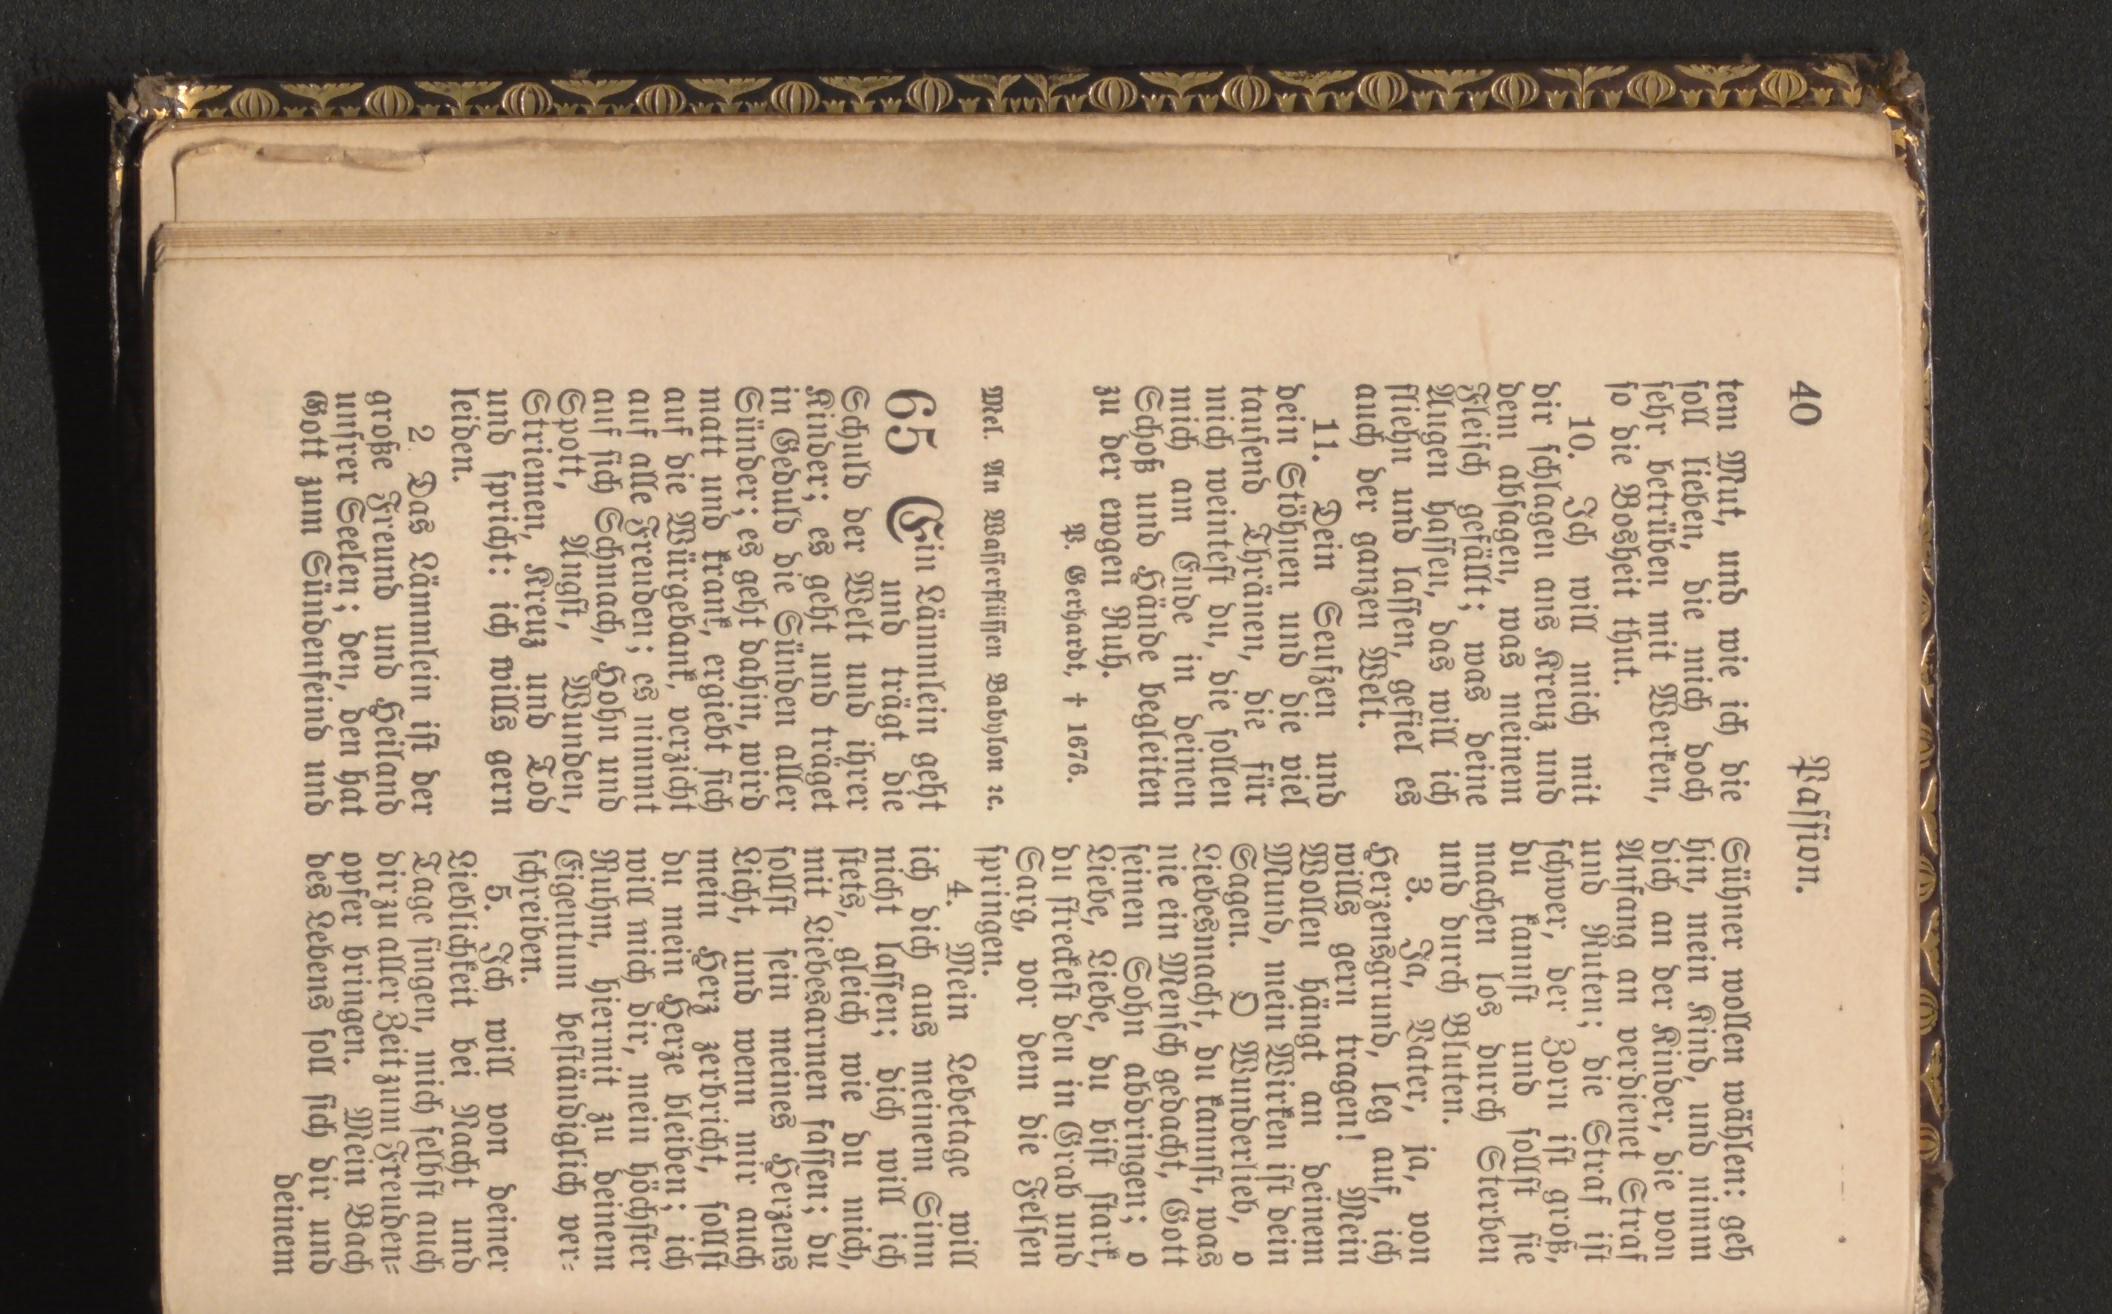 40
Passion.
tem Mut, und wie ich die
soll lieben, die mich doch
sehr betrüben mit Werken,
so die Bosheit thut.
10. Ich will mich mit
dir schlagen ans Kreuz und
dem absagen, was meinem
Fleisch gefällt; was deine
Augen hassen, das will ich
fliehn und lassen, gefiel es
auch der ganzen Welt.
11. Dein Seufzen und
dein Stöhnen und die viel
tausend Thränen, die für
mich weintest du, die sollen
mich am Ende in deinen
Schoß und Hände begleiten
zu der ewgen Ruh.
P. Gerhardt, † 1676.
Mel. An Wasserflüssen Babylon ꝛc.
65 Ein Lämmlein geht
und trägt die
Schuld der Welt und ihrer
Kinder; es geht und träget
in Geduld die Sünden aller
Sünder; es geht dahin, wird
matt und krank, ergiebt sich
auf die Würgebank, verzicht
auf alle Freuden; es nimmt
auf sich Schmach, Hohn und
Spott, Angst, Wunden,
Striemen, Kreuz und Tod
und spricht: ich wills gern
leiden.
2. Das Lämmlein ist der
große Freund und Heiland
unsrer Seelen; den, den hat
Gott zum Sündenfeind und
Sühner wollen wählen: geh
hin, mein Kind, und nimm
dich an der Kinder, die von
Anfang an verdienet Straf
und Ruten; die Straf ist
schwer, der Zorn ist groß,
du kannst und sollst sie
machen los durch Sterben
und durch Bluten.
3. Ja, Vater, ja, von
Herzensgrund, leg auf, ich
wills gern tragen! Mein
Wollen hängt an deinem
Mund, mein Wirken ist dein
Sagen. O Wunderlieb, o
Liebesmacht, du kannst, was
nie ein Mensch gedacht, Gott
seinen Sohn abdringen; o
Liebe, Liebe, du bist stark,
du streckest den in Grab und
Sarg, vor dem die Felsen
springen.
4. Mein Lebetage will
ich dich aus meinem Sinn
nicht lassen; dich will ich
stets, gleich wie du mich,
mit Liebesarmen fassen; du
sollst sein meines Herzens
Licht, und wenn mir auch
mein Herz zerbricht, sollst
du mein Herze bleiben; ich
will mich dir, mein höchster
Ruhm, hiermit zu deinem
Eigentum beständiglich ver-
schreiben.
5. Ich will von deiner
Lieblichkeit bei Nacht und
Tage singen, mich selbst auch
dir zu aller Zeit zum Freuden-
opfer bringen. Mein Bach
des Lebens soll sich dir und
deinem